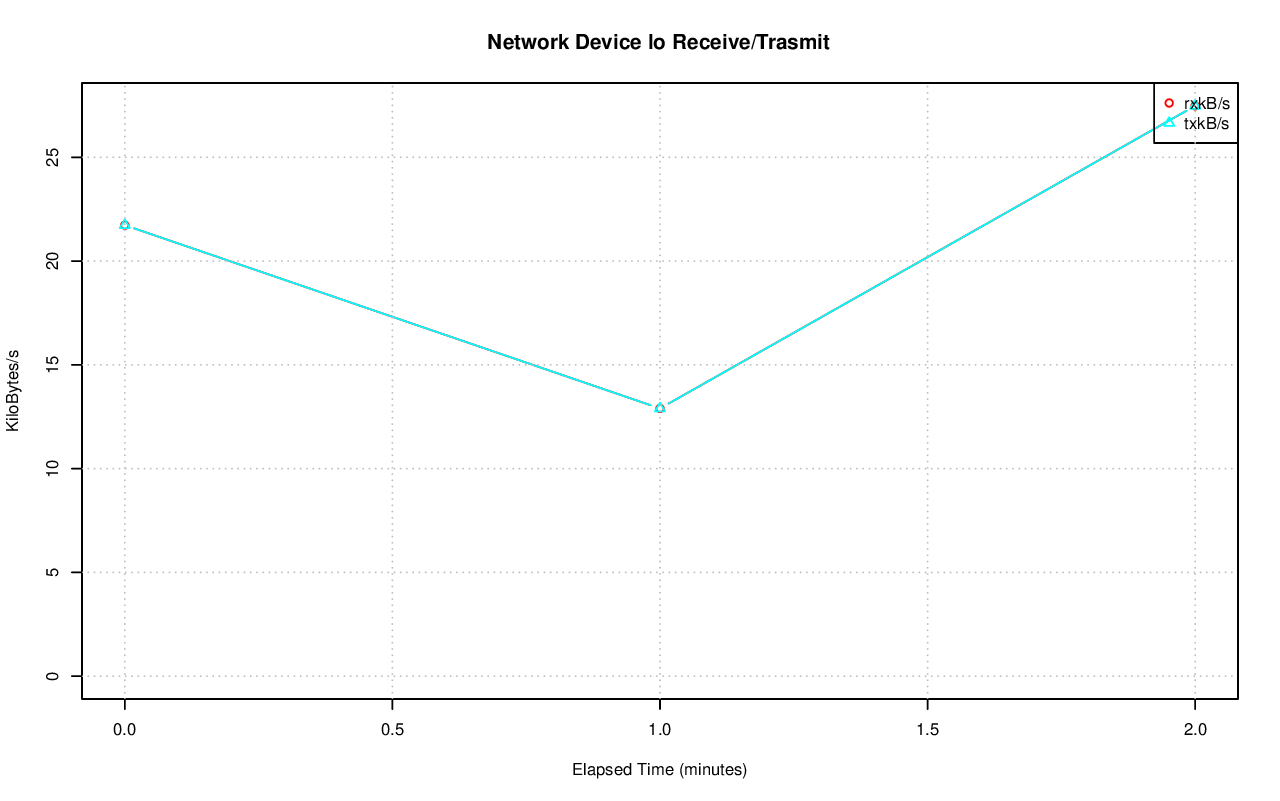 Network Device lo Receive/Trasmit
rxkB/s
txkB/s
KiloBytes/s
25
20
15
10
5
0
0.0 0.5 1.0 1.5 2.0
Elapsed Time (minutes)